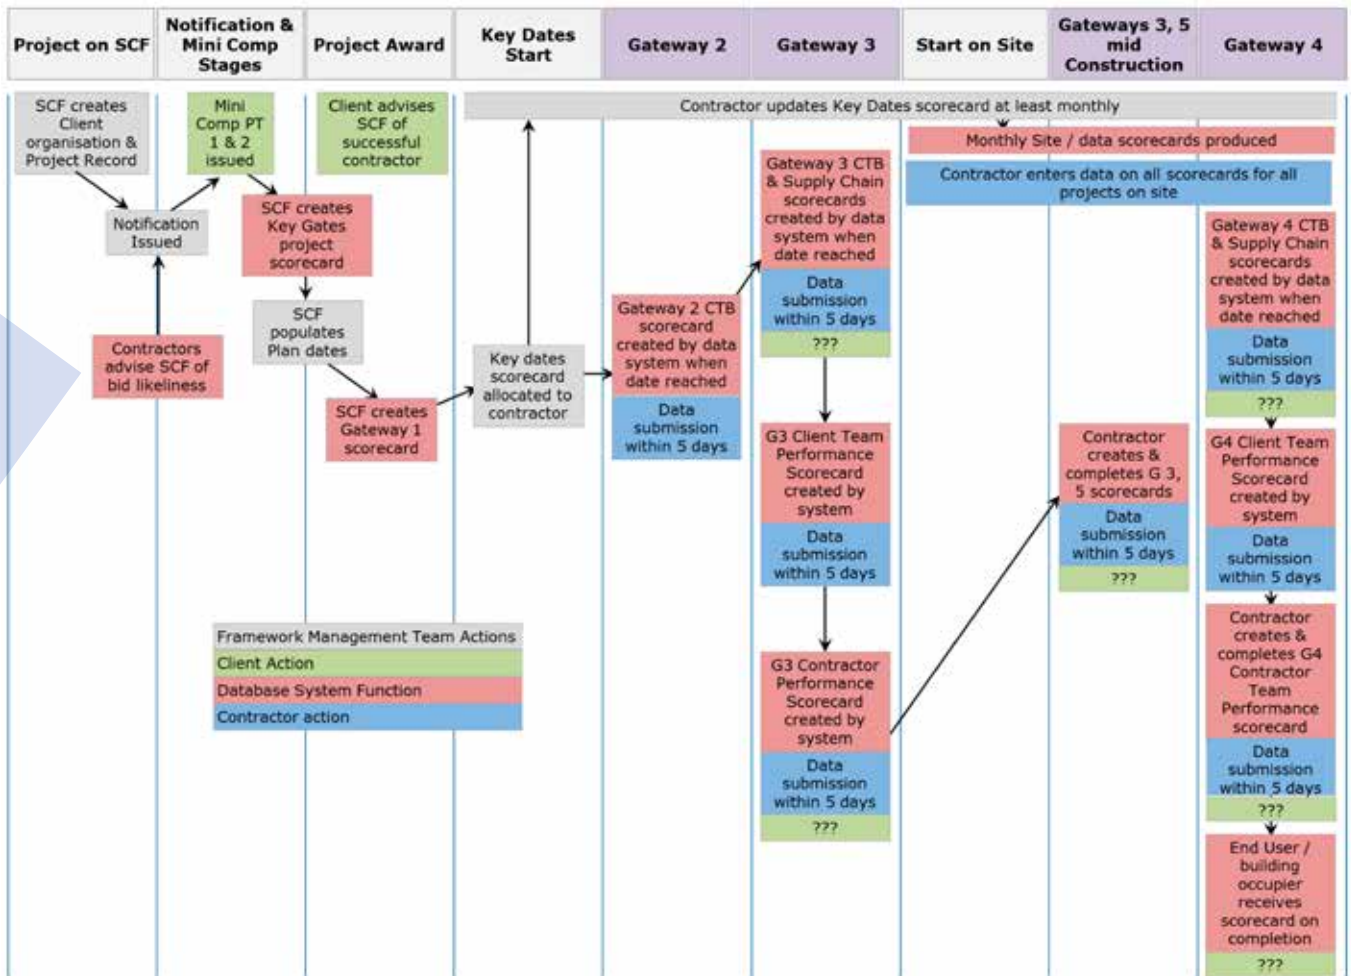 Project on SCF
Notification &
Mini Comp
Stages
Project Award
Key Dates
Start
Gateway 2
Gateway 3
Start on Site
Gateways 3, 5
mid
Construction
Gateway 4
SCF creates
Client
organisation &
Project Record
Notification
Issued
Contractors
advise SCF of
bid likeliness
Mini
Comp PT
1 & 2
issued
SCF creates
Key Gates
project
scorecard
SCF
populates
Plan dates
Client advises
SCF of
successful
contractor
SCF creates
Gateway 1
scorecard
Contractor updates Key Dates scorecard at least monthly
Key dates
scorecard
allocated to
contractor
Gateway 2 CTB
scorecard
created by data
system when
date reached
Data
submission
within 5 days
Gateway 3 CTB
& Supply Chain
scorecards
created by data
system when
date reached
Data
submission
within 5 days
???
G3 Client Team
Performance
Scorecard
created by
system
Data
submission
within 5 days
G3 Contractor
Performance
Scorecard
created by
system
Data
submission
within 5 days
???
Monthly Site / data scorecards produced
Contractor enters data on all scorecards for all
projects on site
Contractor
creates &
completes G 3,
5 scorecards
Data
submission
within 5 days
???
Gateway 4 CTB
& Supply Chain
scorecards
created by data
system when
date reached
Data
submission
within 5 days
???
G4 Client Team
Performance
Scorecard
created by
system
Data
submission
within 5 days
Contractor
creates &
completes G4
Contractor
Team
Performance
scorecard
Data
submission
within 5 days
???
End User /
building
occupier
receives
scorecard on
completion
???
Framework Management Team Actions
Client Action
Database System Function
Contractor action